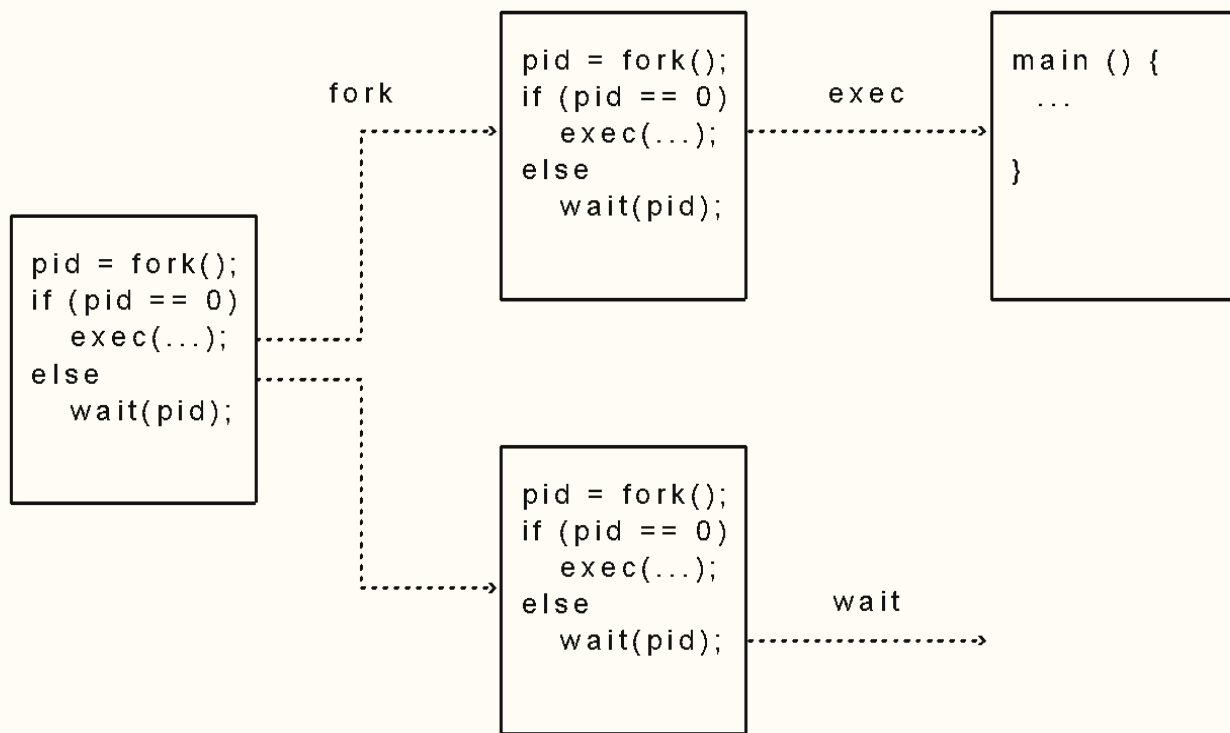 fork
pid = fork();
if (pid == 0)
exec(...);
else
wait(pid);
exec
main () {
...
}
pid = fork();
if (pid == 0)
exec(...);
else
wait(pid);
pid = fork();
if (pid == 0)
exec(...);
else
wait(pid);
wait